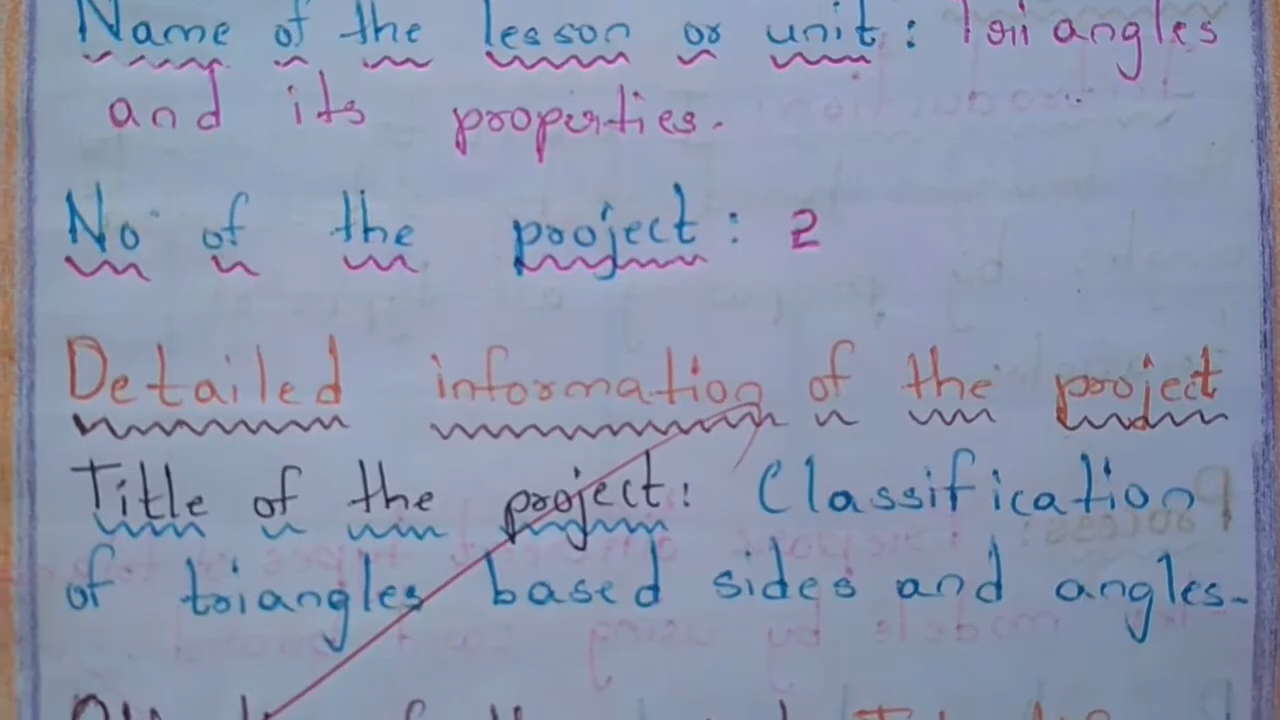 Name of the lesson or unit: Triangles
and its properties.
No of the project: 2
Detailed information of the project
Title of the project: Classification
of triangles based sides and angles.